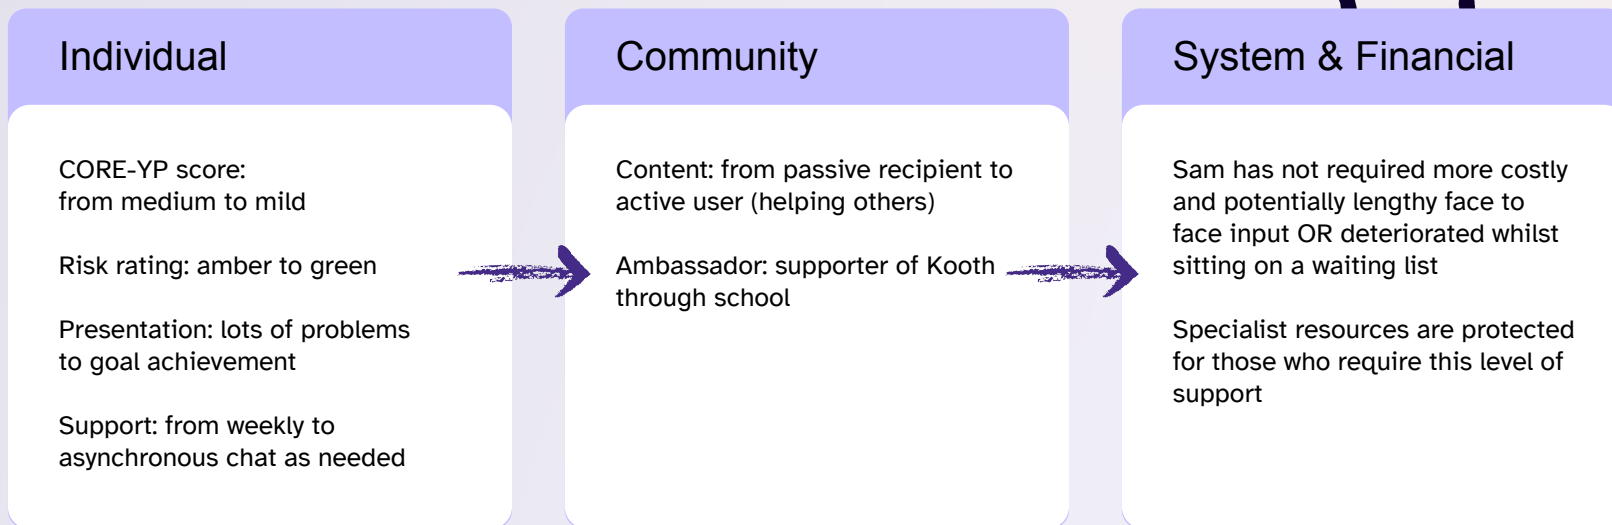 Individual
CORE-YP score:
from medium to mild
Risk rating: amber to green
Presentation: lots of problems
to goal achievement
Support: from weekly to
asynchronous chat as needed
Community
Content: from passive recipient to
active user (helping others)
Ambassador: supporter of Kooth
through school
System & Financial
Sam has not required more costly
and potentially lengthy face to
face input OR deteriorated whilst
sitting on a waiting list
Specialist resources are protected
for those who require this level of
support